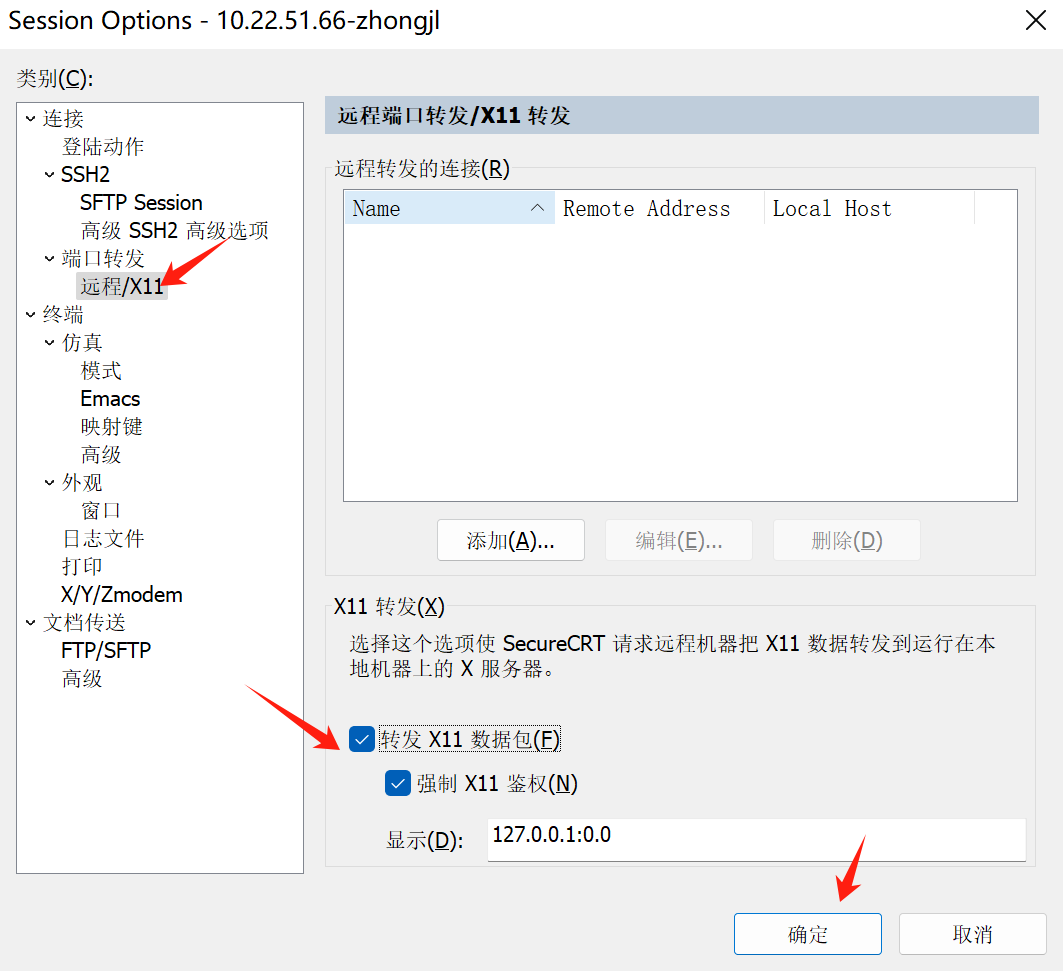 Session Options - 10.22.51.66-zhongjl
类别(C):
连接
登陆动作
SSH2
SFTP Session
高级 SSH2 高级选项
端口转发
远程/X11
终端
仿真
模式
Emacs
映射键
高级
外观
窗口
日志文件
打印
X/Y/Zmodem
文档传送
FTP/SFTP
高级
远程端口转发/X11 转发
远程转发的连接(R)
Name Remote Address Local Host
添加(A)... 编辑(E)... 删除(D)
X11 转发(X)
选择这个选项使 SecureCRT 请求远程机器把 X11 数据转发到运行在本
地机器上的 X 服务器。
转发 X11 数据包(F)
强制 X11 鉴权(N)
显示(D): 127.0.0.1:0.0
确定 取消